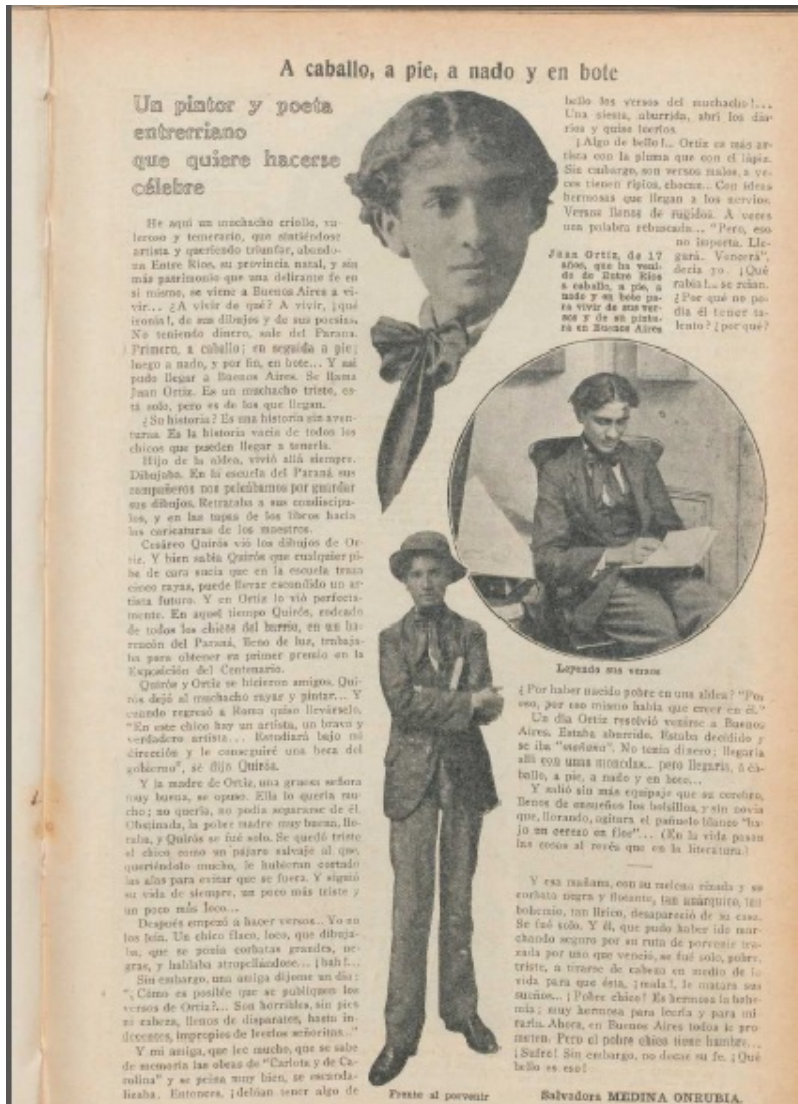 A caballo, a pie, a nado y en bote
Un pintor y poeta
entrerriano
que quiere hacerse
célebre
He aquí un muchacho criollo, va-
leroso y temerario, que sintiéndose
artista y queriendo triunfar, abando-
na Entre Ríos, su provincia natal, y sin
más patrimonio que una delirante fe en
sí mismo, se viene a Buenos Aires a vi-
vir... ¿A vivir de qué? A vivir, ¡qué
ironía!, de sus dibujos y de sus poesías.
No teniendo dinero, sale del Paraná.
Primero, a caballo; en seguida a pie;
luego a nado, y por fin, en bote... Y así
pudo llegar a Buenos Aires. Se llama
Juan Ortiz. Es un muchacho triste, es-
tá solo, pero es de los que llegan.
¿Su historia? Es una historia sin aven-
turas. Es la historia vacía de todos los
chicos que pueden llegar a tenerla.
Hijo de la aldea, vivió allá siempre.
Dibujaba. En la escuela del Paraná sus
compañeros nos peleábamos por guardar
sus dibujos. Retrataba a sus condiscípu-
los, y en las tapas de los libros hacía
las caricaturas de los maestros.
Cesáreo Quirós vió los dibujos de Or-
tiz. Y bien sabía Quirós que cualquier pi-
be de cara sucia que en la escuela traza
cinco rayas, puede llevar escondido un ar-
tista futuro. Y en Ortiz lo vió perfecta-
mente. En aquel tiempo Quirós, rodeado
de todos los chicos del barrio, en un ba-
rracón del Paraná, lleno de luz, trabaja-
ba para obtener su primer premio en la
Exposición del Centenario.
Quirós y Ortiz se hicieron amigos. Qui-
rós dejó al muchacho rayar y pintar... Y
cuando regresó a Roma quiso llevárselo.
"En este chico hay un artista, un bravo y
verdadero artista... Estudiará bajo mi
dirección y le conseguiré una beca del
gobierno", se dijo Quirós.
Y la madre de Ortiz, una gruesa señora
muy buena, se opuso. Ella lo quería mu-
cho; no quería, no podía separarse de él.
Obstinada, la pobre madre muy buena, llo-
raba, y Quirós se fué solo. Se quedó triste
el chico como un pájaro salvaje al que,
queriéndolo mucho, le hubieran cortado
las alas para evitar que se fuera. Y siguió
su vida de siempre, un poco más triste y
un poco más loco...
Después empezó a hacer versos... Yo no
los leía. Un chico flaco, loco, que dibuja-
ba, que se ponía corbatas grandes, ne-
gras, y hablaba atropellándose... ¡bah!...
Sin embargo, una amiga díjome un día:
"¿Cómo es posible que se publiquen los
versos de Ortiz?... Son horribles, sin pies
ni cabeza, llenos de disparates, hasta in-
decentes, impropios de leerlos señoritas..."
Y mi amiga, que lee mucho, que se sabe
de memoria las obras de "Carlota y de Ca-
rolina" y se peina muy bien, se escanda-
lizaba. Entonces, ¡debían tener algo de
bello los versos del muchacho!...
Una siesta, aburrida, abrí los dia-
rios y quise leerlos.
¡Algo de bello!... Ortiz es más ar-
tista con la pluma que con el lápiz.
Sin embargo, son versos malos, a ve-
ces tienen ripios, chocan... Con ideas
hermosas que llegan a los nervios.
Versos llenos de rugidos. A veces
una palabra rebuscada... "Pero, eso
no importa. Lle-
gará. Vencerá",
decía yo. ¡Qué
rabia!... se reían.
¿Por qué no po-
día él tener ta-
lento? ¿por qué?
Juan Ortiz, de 17
años, que ha veni-
do de Entre Ríos
a caballo, a pie, a
nado y en bote pa-
ra vivir de sus ver-
sos y de su pintu-
ra en Buenos Aires
Leyendo sus versos
¿Por haber nacido pobre en una aldea? "Por
eso, por eso mismo había que creer en él."
Un día Ortiz resolvió venirse a Buenos
Aires. Estaba aburrido. Estaba decidido y
se iba "mañana". No tenía dinero; llegaría
allá con unas monedas... pero llegaría, a ca-
ballo, a pie, a nado y en bote...
Y salió sin más equipaje que su cerebro,
llenos de ensueños los bolsillos, y sin novia
que, llorando, agitara el pañuelo blanco "ba-
jo un cerezo en flor"... (En la vida pasan
las cosas al revés que en la literatura.)
Y esa mañana, con su melena rizada y su
corbata negra y flotante, tan anárquico, tan
bohemio, tan lírico, desapareció de su casa.
Se fué solo. Y él, que pudo haber ido mar-
chando seguro por su ruta de porvenir tra-
zada por uno que venció, se fué solo, pobre,
triste, a tirarse de cabeza en medio de la
vida para que ésta, ¡mala!, le matara sus
sueños... ¡Pobre chico! Es hermosa la bohe-
mia; muy hermosa para leerla y para mi-
rarla. Ahora, en Buenos Aires todos le pro-
meten. Pero el pobre chico tiene hambre...
¡Sufre! Sin embargo, no decae su fe. ¡Qué
bello es eso!
Salvadora MEDINA ONRUBIA.
Frente al porvenir